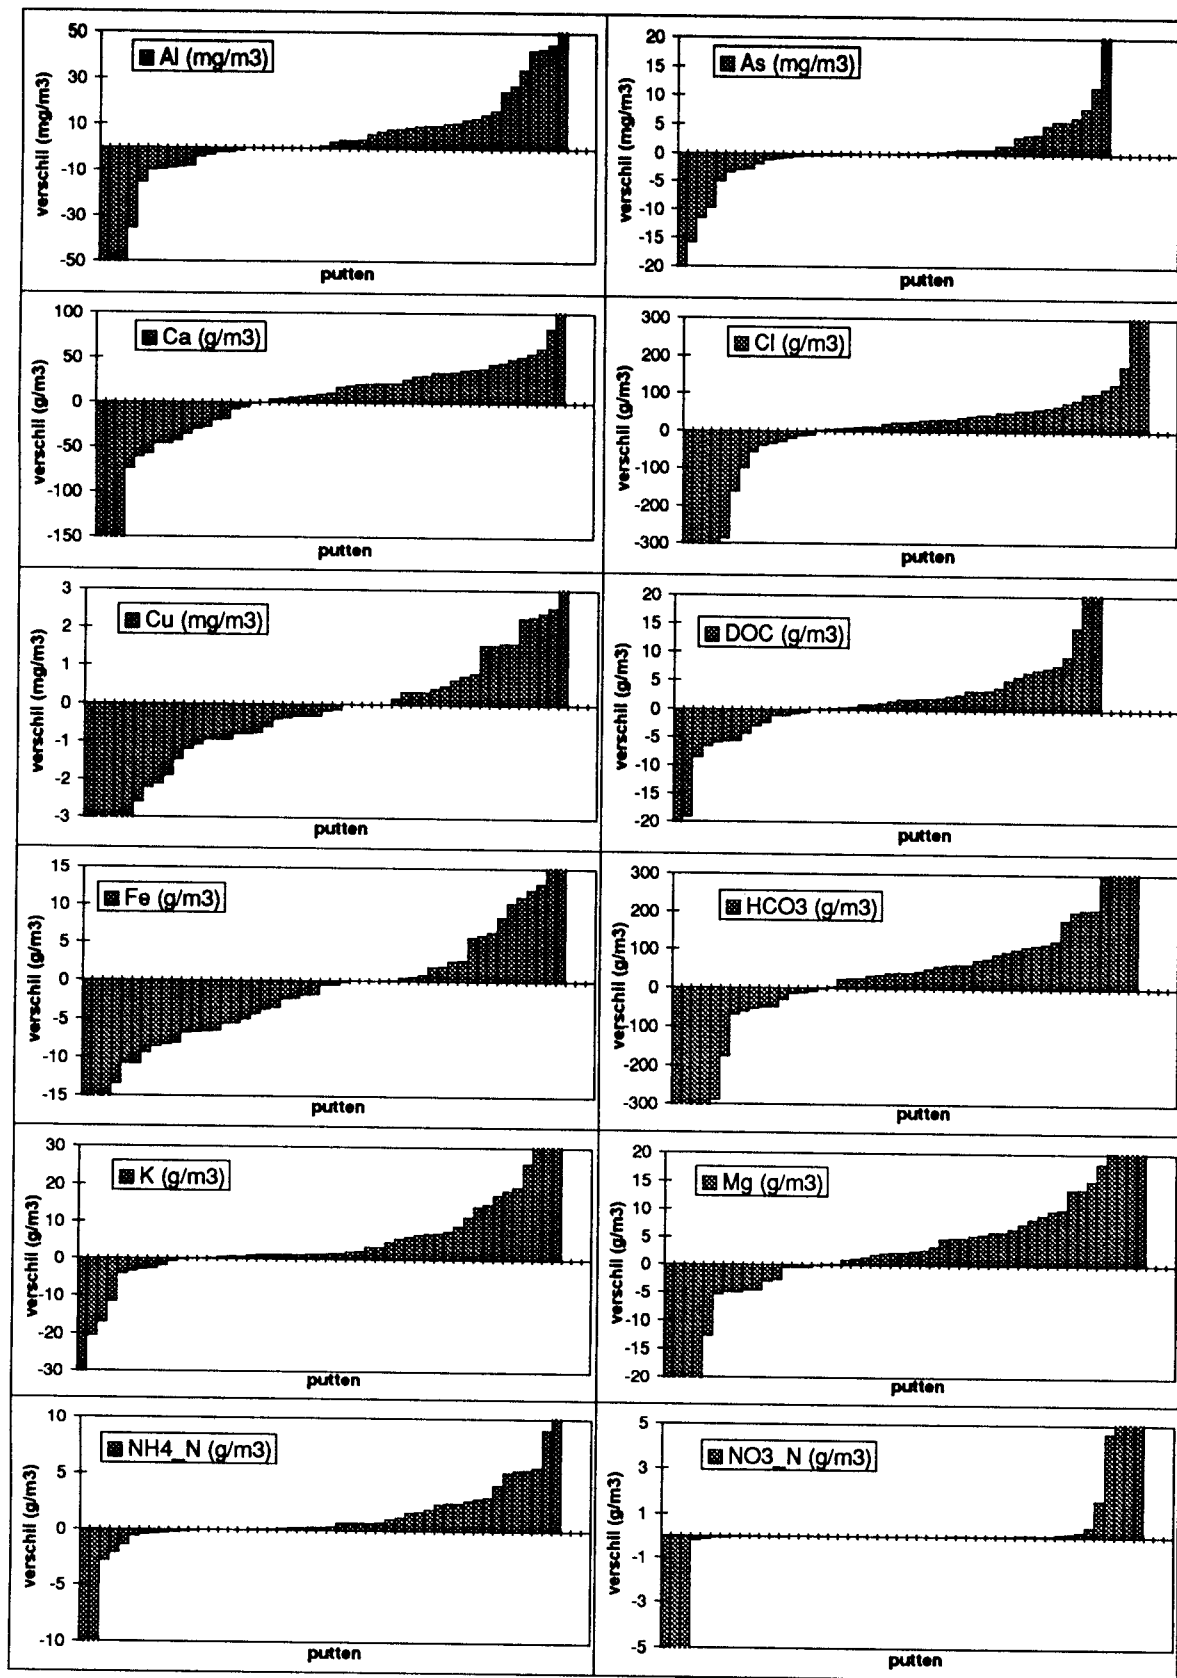 50
30
10
-10
-30
-50
verschil (mg/m3)
Al (mg/m3)
putten
20
15
10
5
0
-5
-10
-15
-20
verschil (mg/m3)
As (mg/m3)
putten
100
50
0
-50
-100
-150
verschil (g/m3)
Ca (g/m3)
putten
300
200
100
0
-100
-200
-300
verschil (g/m3)
Cl (g/m3)
putten
3
2
1
0
-1
-2
-3
verschil (mg/m3)
Cu (mg/m3)
putten
20
15
10
5
0
-5
-10
-15
-20
verschil (g/m3)
DOC (g/m3)
putten
15
10
5
0
-5
-10
-15
verschil (g/m3)
Fe (g/m3)
putten
300
200
100
0
-100
-200
-300
verschil (g/m3)
HCO3 (g/m3)
putten
30
20
10
0
-10
-20
-30
verschil (g/m3)
K (g/m3)
putten
20
15
10
5
0
-5
-10
-15
-20
verschil (g/m3)
Mg (g/m3)
putten
10
5
0
-5
-10
verschil (g/m3)
NH4_N (g/m3)
putten
5
3
1
-1
-3
-5
verschil (g/m3)
NO3_N (g/m3)
putten